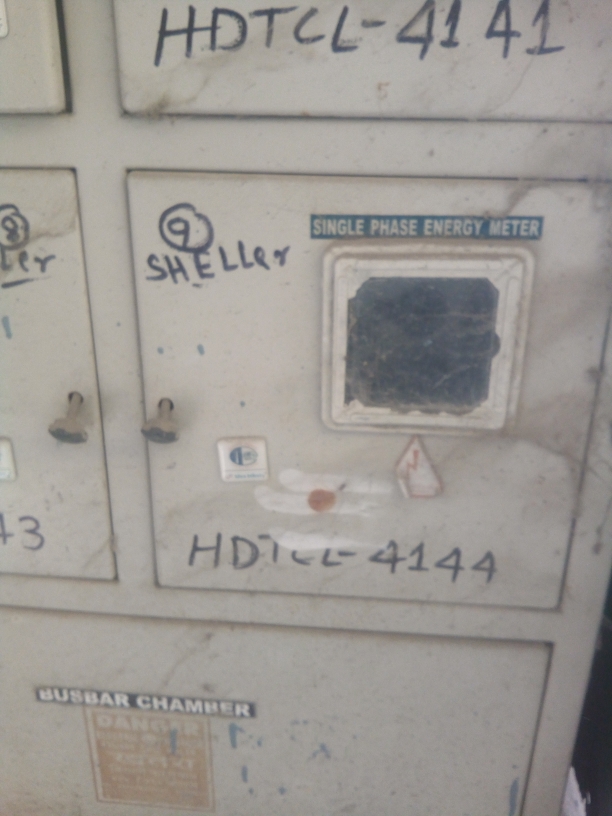 HDTCL-4141
8
ller
9
SHELLer
SINGLE PHASE ENERGY METER
43
HDTCL-4144
BUSBAR CHAMBER
DANGER